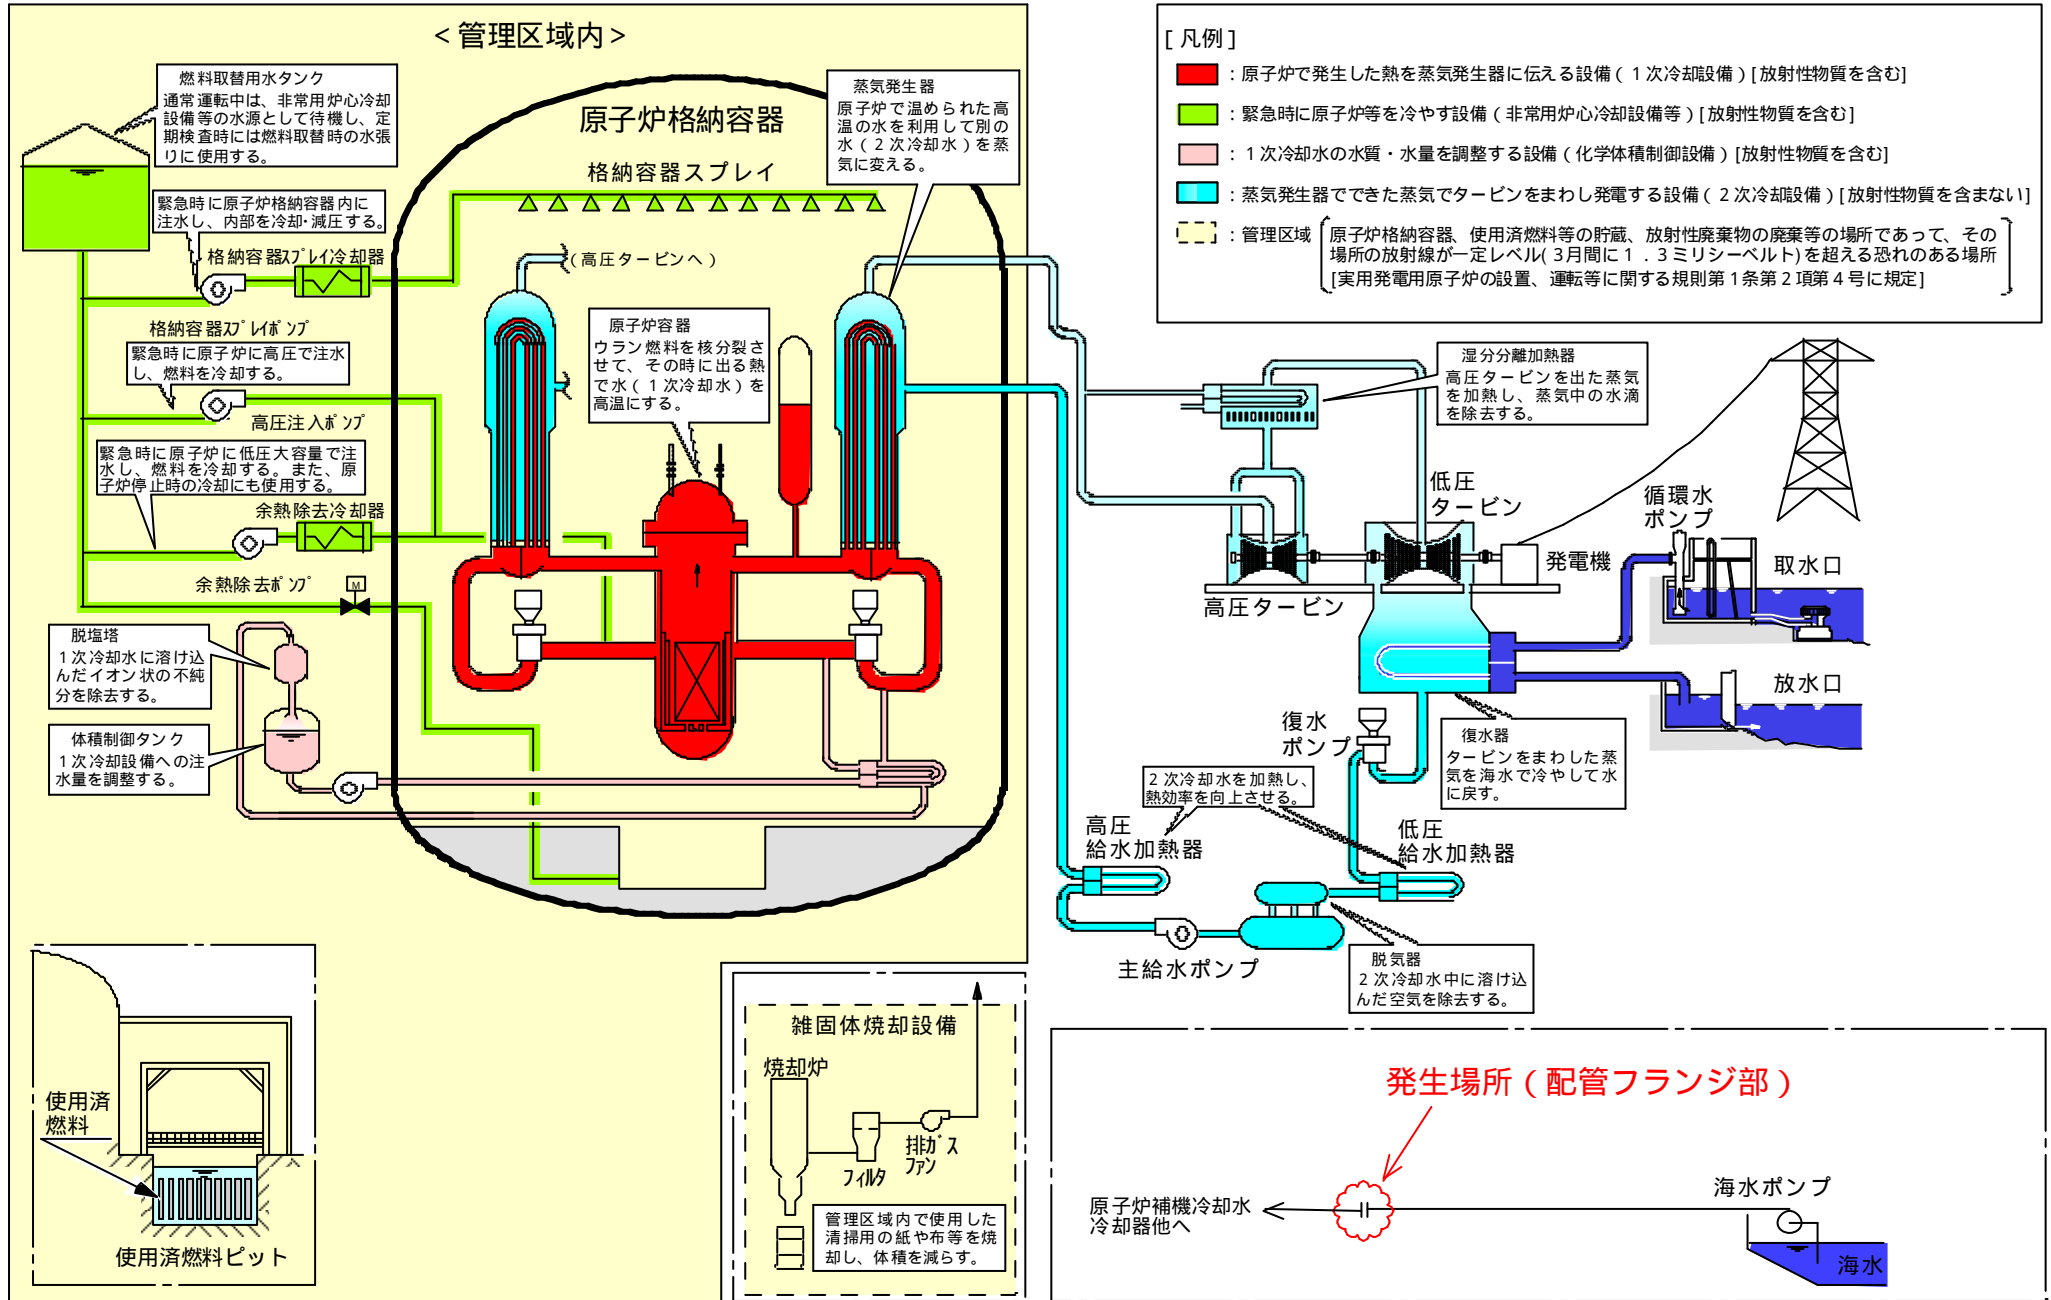 ＜管理区域内＞
燃料取替用水タンク
通常運転中は、非常用炉心冷却
設備等の水源として待機し、定
期検査時には燃料取替時の水張
りに使用する。
緊急時に原子炉格納容器内に
注水し、内部を冷却・減圧する。
格納容器ｽﾌﾟﾚｲ冷却器
格納容器ｽﾌﾟﾚｲﾎﾟﾝﾌﾟ
緊急時に原子炉に高圧で注水
し、燃料を冷却する。
高圧注入ﾎﾟﾝﾌﾟ
緊急時に原子炉に低圧大容量で注
水し、燃料を冷却する。また、原
子炉停止時の冷却にも使用する。
余熱除去冷却器
余熱除去ﾎﾟﾝﾌﾟ
M
脱塩塔
１次冷却水に溶け込
んだイオン状の不純
分を除去する。
体積制御タンク
１次冷却設備への注
水量を調整する。
原子炉格納容器
格納容器スプレイ
蒸気発生器
原子炉で温められた高
温の水を利用して別の
水（２次冷却水）を蒸
気に変える。
（高圧タービンへ）
原子炉容器
ウラン燃料を核分裂さ
せて、その時に出る熱
で水（１次冷却水）を
高温にする。
[凡例]
：原子炉で発生した熱を蒸気発生器に伝える設備（１次冷却設備）[放射性物質を含む]
：緊急時に原子炉等を冷やす設備（非常用炉心冷却設備等）[放射性物質を含む]
：１次冷却水の水質・水量を調整する設備（化学体積制御設備）[放射性物質を含む]
：蒸気発生器でできた蒸気でタービンをまわし発電する設備（２次冷却設備）[放射性物質を含まない]
：管理区域
原子炉格納容器、使用済燃料等の貯蔵、放射性廃棄物の廃棄等の場所であって、その
場所の放射線が一定レベル(３月間に１．３ミリシーベルト)を超える恐れのある場所
[実用発電用原子炉の設置、運転等に関する規則第１条第２項第４号に規定]
湿分分離加熱器
高圧タービンを出た蒸気
を加熱し、蒸気中の水滴
を除去する。
低圧
タービン
発電機
高圧タービン
循環水
ポンプ
取水口
放水口
復水
ポンプ
復水器
タービンをまわした蒸
気を海水で冷やして水
に戻す。
２次冷却水を加熱し、
熱効率を向上させる。
高圧
給水加熱器
低圧
給水加熱器
主給水ポンプ
脱気器
２次冷却水中に溶け込
んだ空気を除去する。
使用済
燃料
使用済燃料ピット
雑固体焼却設備
焼却炉
フィルタ
排ｶﾞｽ
ﾌｧﾝ
管理区域内で使用した
清掃用の紙や布等を焼
却し、体積を減らす。
発生場所（配管フランジ部）
原子炉補機冷却水
冷却器他へ
海水ポンプ
海水